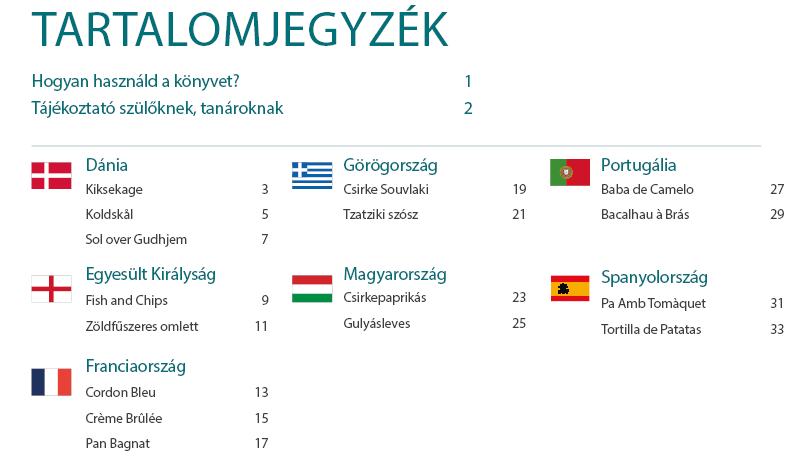 TARTALOMJEGYZÉK
Hogyan használd a könyvet? 1
Tájékoztató szülőknek, tanároknak 2
Dánia
Kiksekage 3
Koldskål 5
Sol over Gudhjem 7
Egyesült Királyság
Fish and Chips 9
Zöldfűszeres omlett 11
Franciaország
Cordon Bleu 13
Crème Brûlée 15
Pan Bagnat 17
Görögország
Csirke Souvlaki 19
Tzatziki szósz 21
Magyarország
Csirkepaprikás 23
Gulyásleves 25
Portugália
Baba de Camelo 27
Bacalhau à Brás 29
Spanyolország
Pa Amb Tomàquet 31
Tortilla de Patatas 33